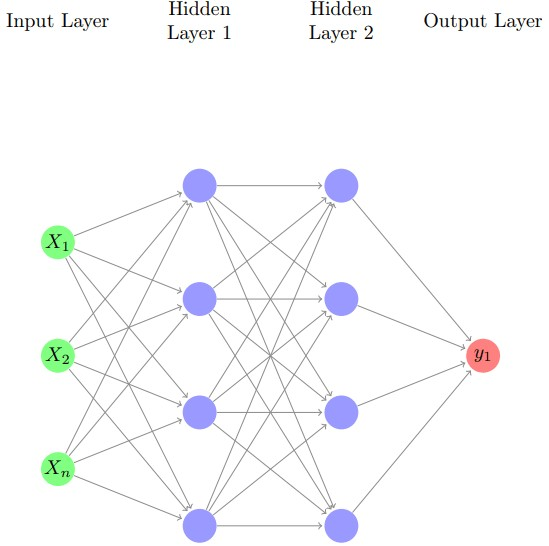 Input Layer
Hidden
Layer 1
Hidden
Layer 2
Output Layer
X₁
X₂
Xₙ
y₁